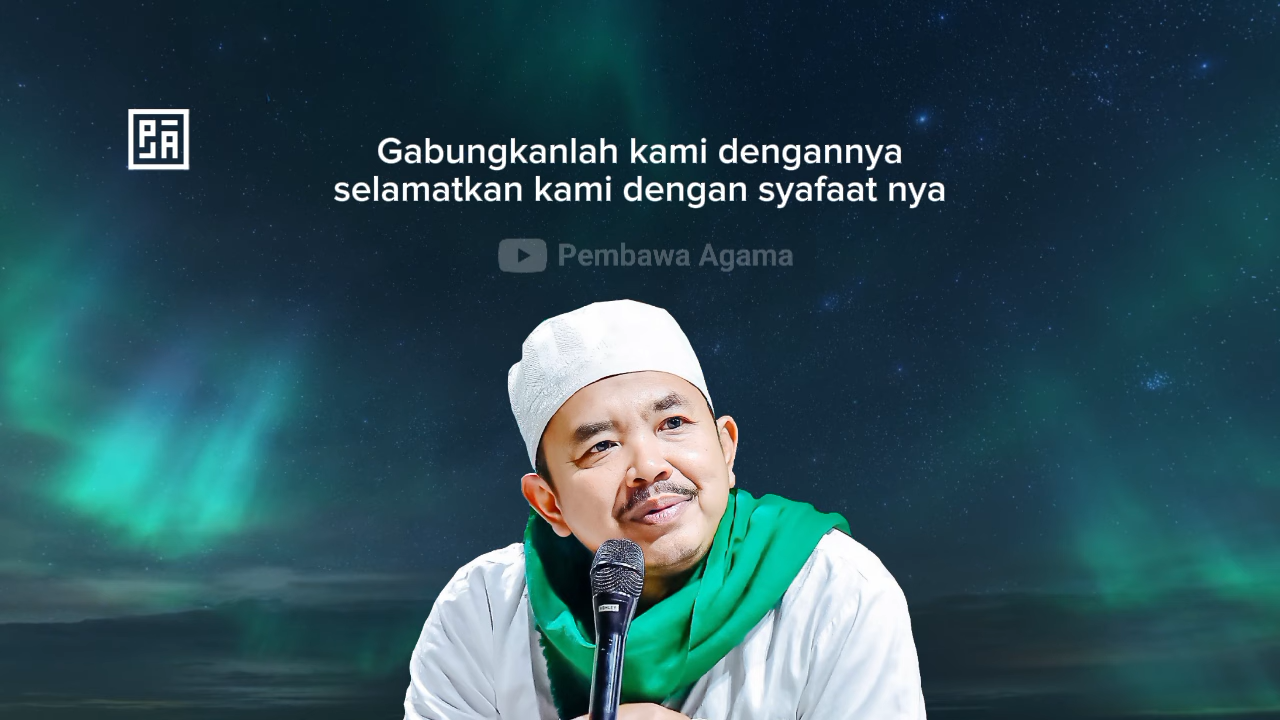 Gabungkanlah kami dengannya
selamatkan kami dengan syafaat nya
Pembawa Agama